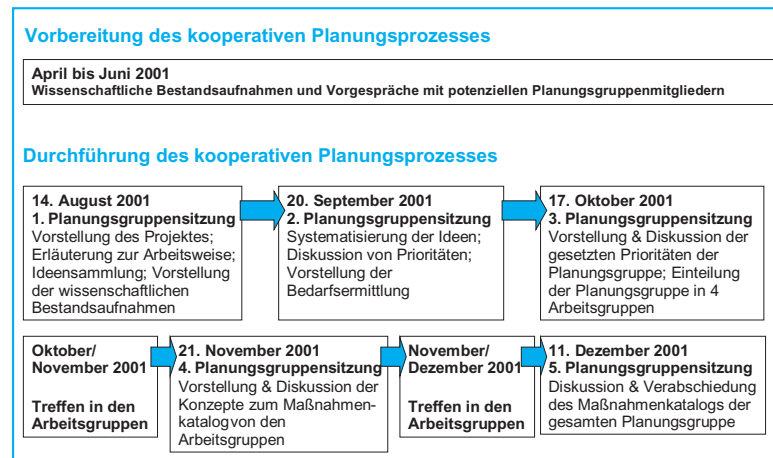 Vorbereitung des kooperativen Planungsprozesses
April bis Juni 2001
Wissenschaftliche Bestandsaufnahmen und Vorgespräche mit potenziellen Planungsgruppenmitgliedern
Durchführung des kooperativen Planungsprozesses
14. August 2001
1. Planungsgruppensitzung
Vorstellung des Projektes;
Erläuterung zur Arbeitsweise;
Ideensammlung; Vorstellung
der wissenschaftlichen
Bestandsaufnahmen
20. September 2001
2. Planungsgruppensitzung
Systematisierung der Ideen;
Diskussion von Prioritäten;
Vorstellung der
Bedarfsermittlung
17. Oktober 2001
3. Planungsgruppensitzung
Vorstellung & Diskussion der
gesetzten Prioritäten der
Planungsgruppe; Einteilung
der Planungsgruppe in 4
Arbeitsgruppen
Oktober/
November 2001
Treffen in den
Arbeitsgruppen
21. November 2001
4. Planungsgruppensitzung
Vorstellung & Diskussion der
Konzepte zum Maßnahmen-
katalogvon den
Arbeitsgruppen
November/
Dezember 2001
Treffen in den
Arbeitsgruppen
11. Dezember 2001
5. Planungsgruppensitzung
Diskussion & Verabschiedung
des Maßnahmenkatalogs der
gesamten Planungsgruppe